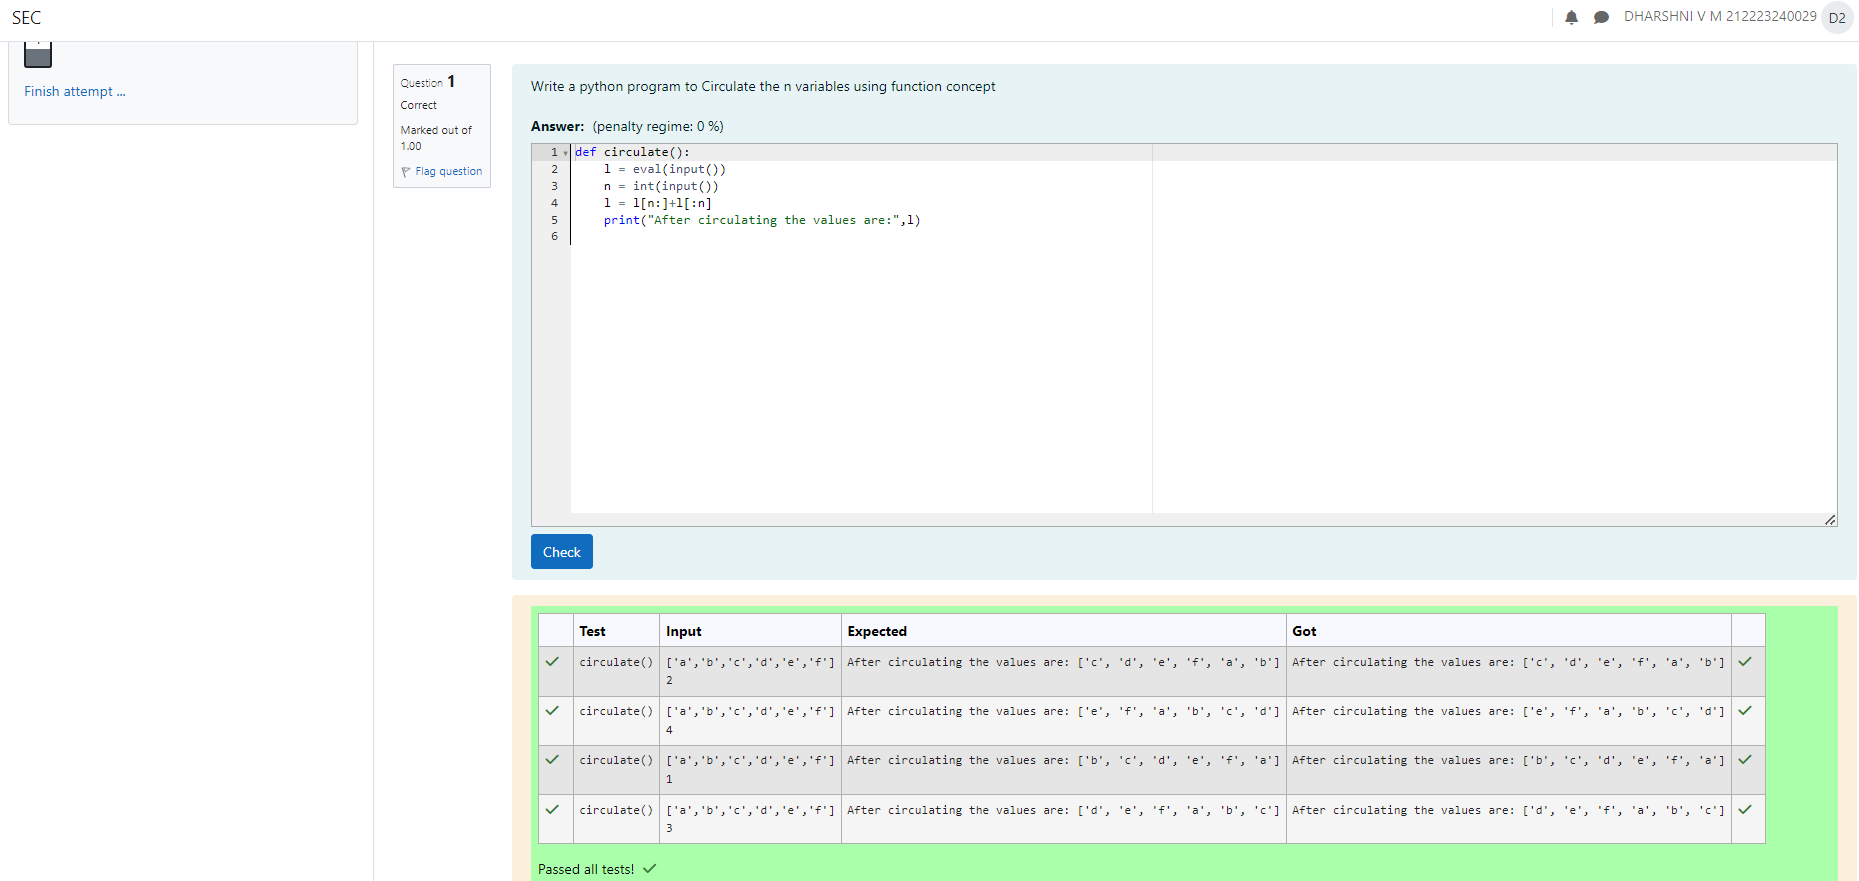 SEC
DHARSHNI V M 212223240029 D2
Finish attempt ...
Question 1
Correct
Marked out of
1.00
Flag question
Write a python program to Circulate the n variables using function concept
Answer: (penalty regime: 0 %)
1 def circulate():
2     l = eval(input())
3     n = int(input())
4     l = l[n:]+l[:n]
5     print("After circulating the values are:",l)
6
Check
Test Input Expected Got
circulate() ['a','b','c','d','e','f'] After circulating the values are: ['c', 'd', 'e', 'f', 'a', 'b'] After circulating the values are: ['c', 'd', 'e', 'f', 'a', 'b']
2
circulate() ['a','b','c','d','e','f'] After circulating the values are: ['e', 'f', 'a', 'b', 'c', 'd'] After circulating the values are: ['e', 'f', 'a', 'b', 'c', 'd']
4
circulate() ['a','b','c','d','e','f'] After circulating the values are: ['b', 'c', 'd', 'e', 'f', 'a'] After circulating the values are: ['b', 'c', 'd', 'e', 'f', 'a']
1
circulate() ['a','b','c','d','e','f'] After circulating the values are: ['d', 'e', 'f', 'a', 'b', 'c'] After circulating the values are: ['d', 'e', 'f', 'a', 'b', 'c']
3
Passed all tests!